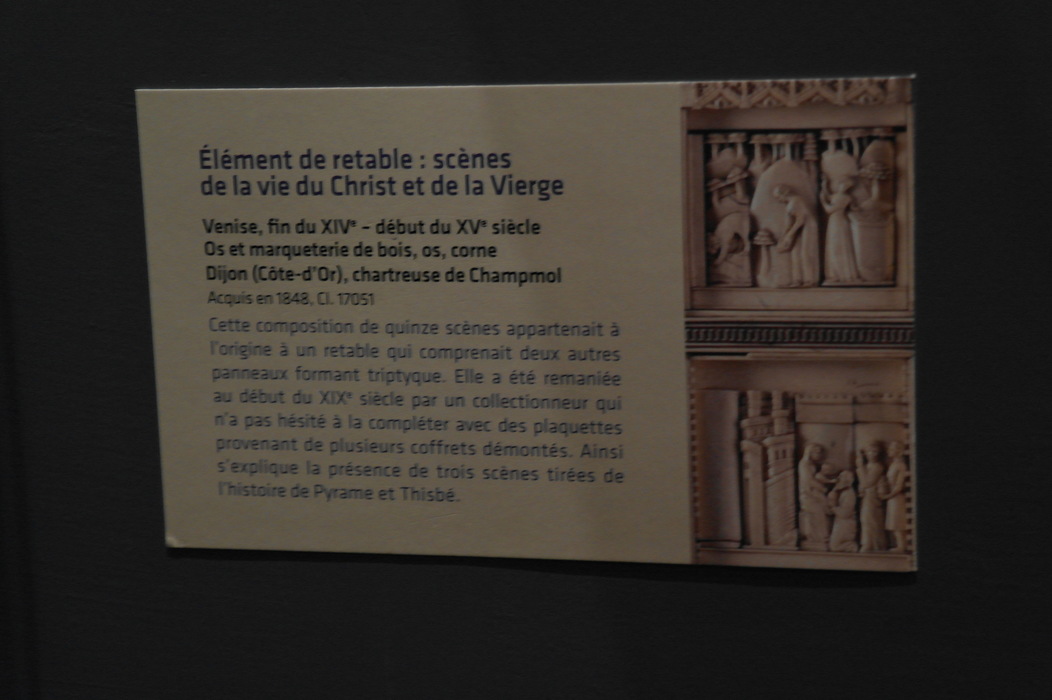 Élément de retable : scènes
de la vie du Christ et de la Vierge
Venise, fin du XIVᵉ – début du XVᵉ siècle
Os et marqueterie de bois, os, corne
Dijon (Côte-d'Or), chartreuse de Champmol
Acquis en 1848, Cl. 17051
Cette composition de quinze scènes appartenait à
l'origine à un retable qui comprenait deux autres
panneaux formant triptyque. Elle a été remaniée
au début du XIXᵉ siècle par un collectionneur qui
n'a pas hésité à la compléter avec des plaquettes
provenant de plusieurs coffrets démontés. Ainsi
s'explique la présence de trois scènes tirées de
l'histoire de Pyrame et Thisbé.